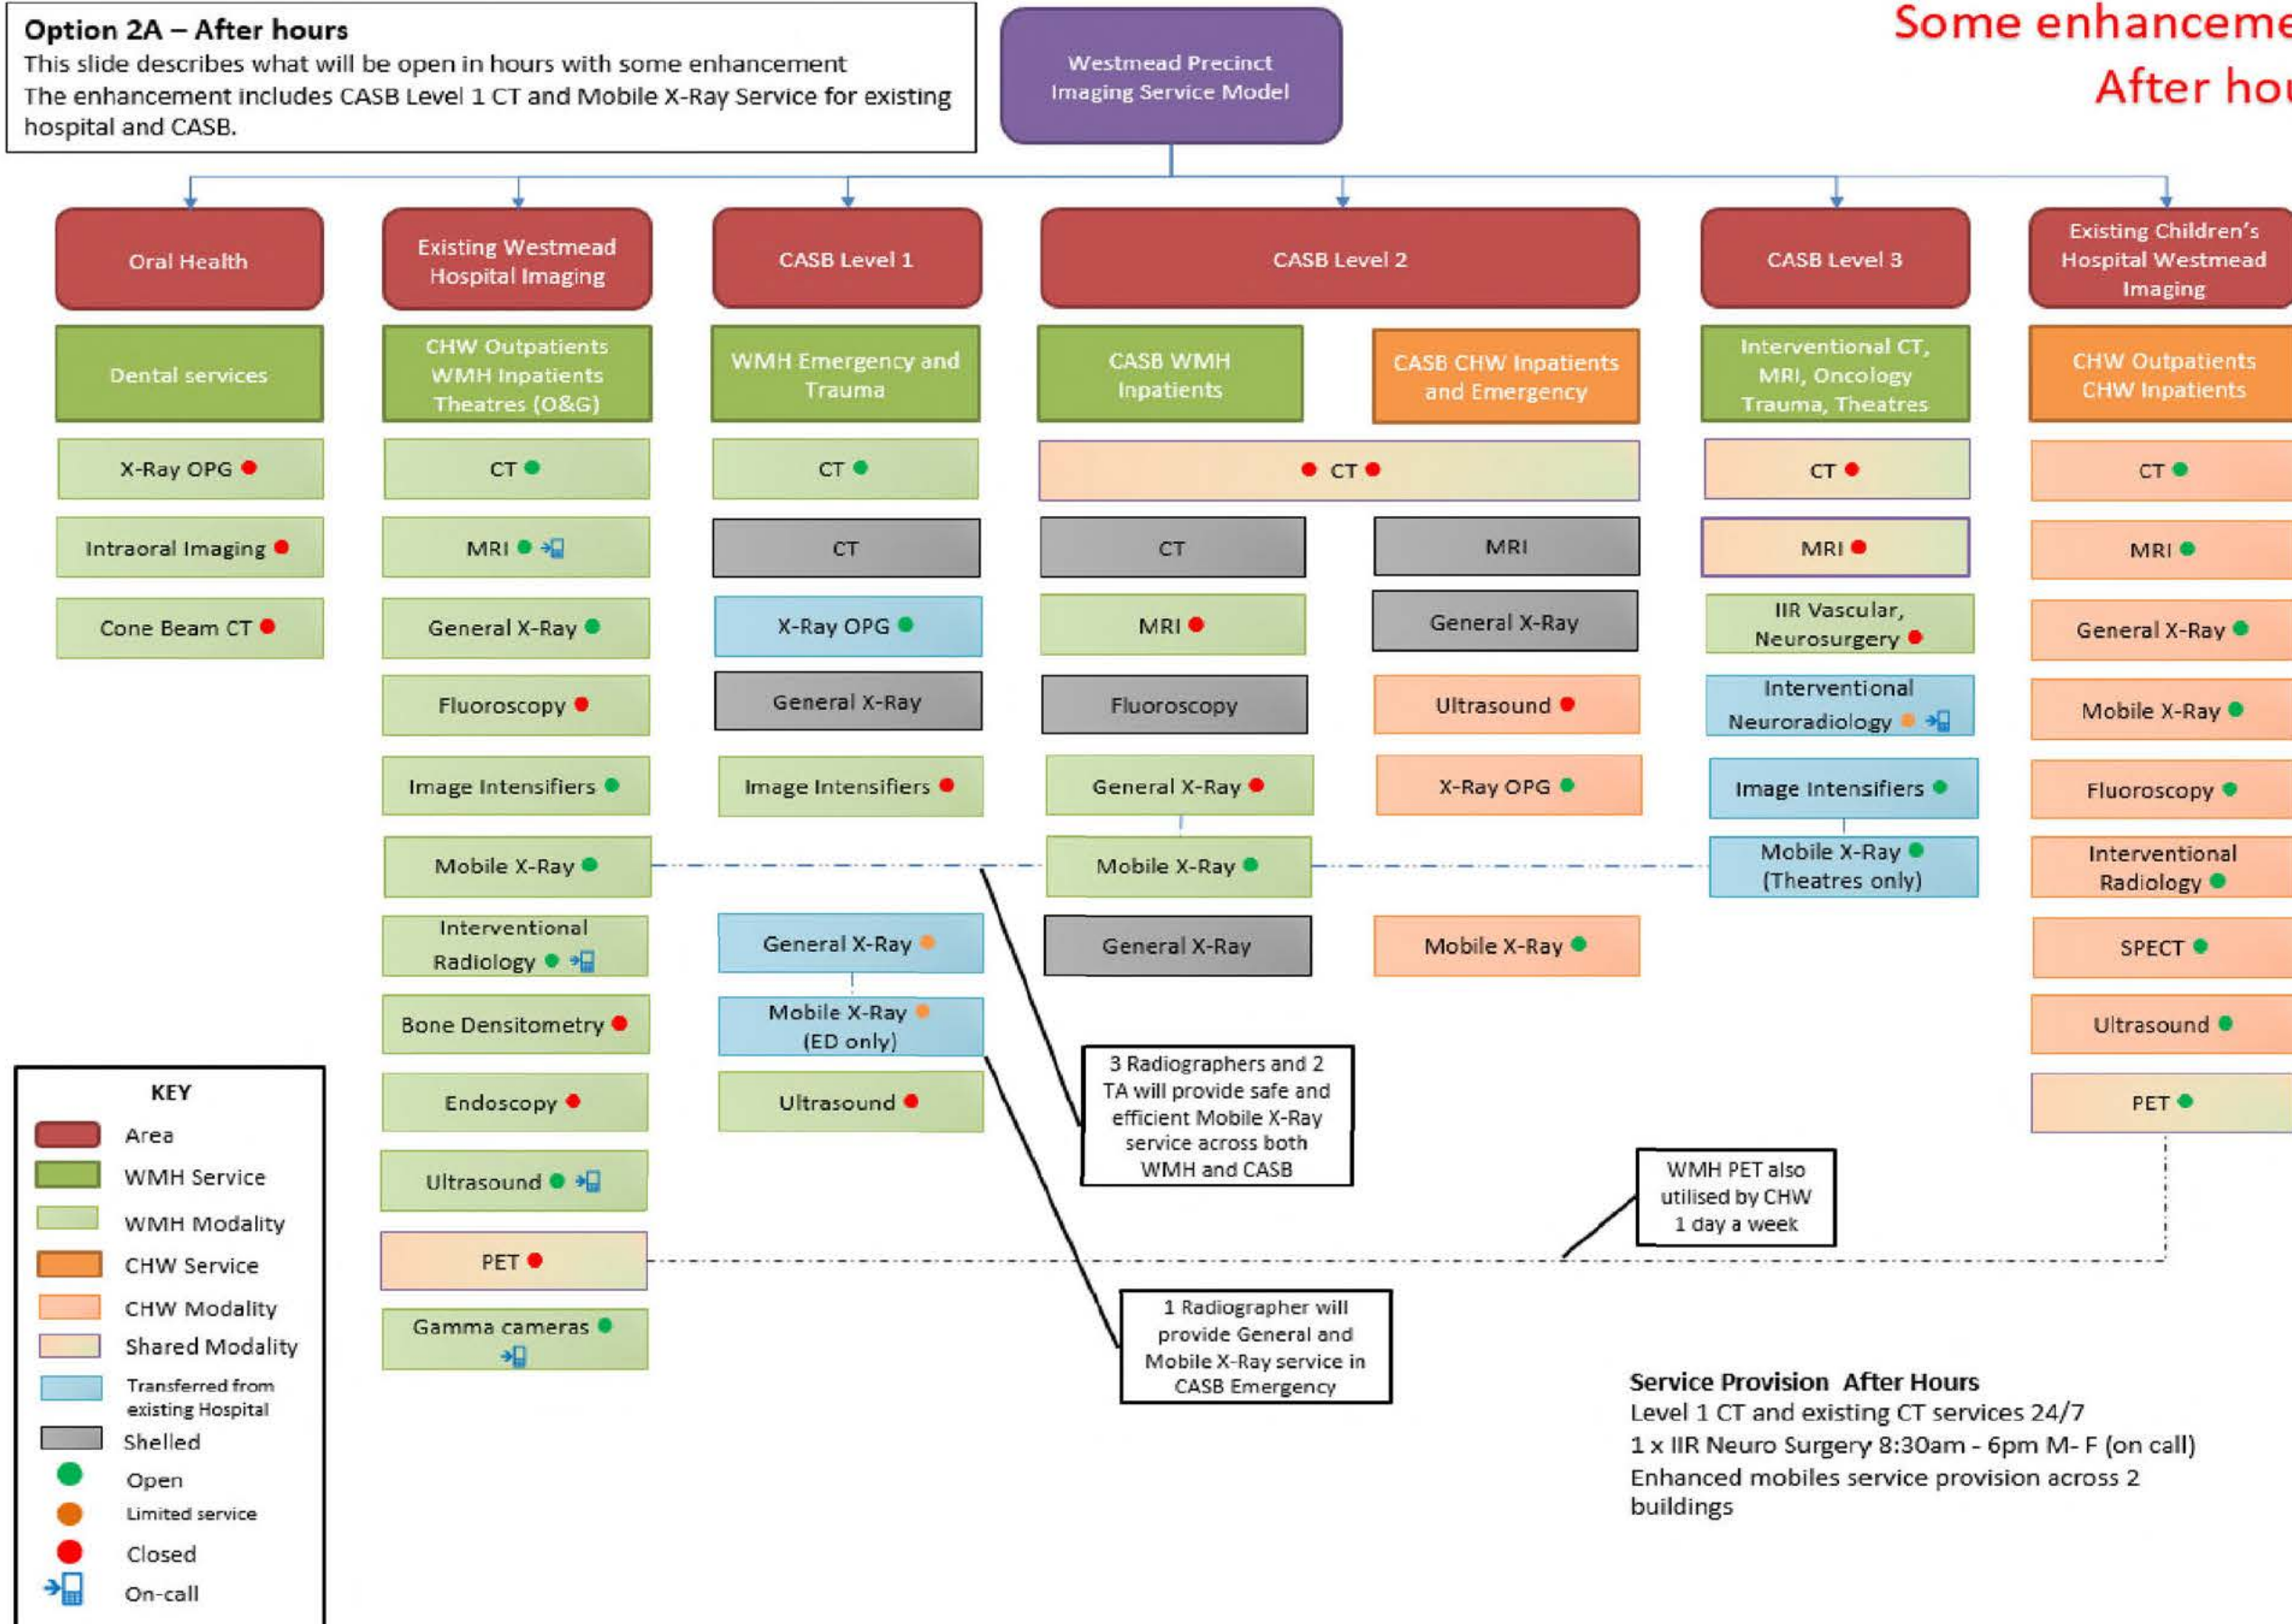 Option 2A – After hours
This slide describes what will be open in hours with some enhancement
The enhancement includes CASB Level 1 CT and Mobile X-Ray Service for existing
hospital and CASB.
Westmead Precinct
Imaging Service Model
Some enhanceme
After hou
Oral Health
Dental services
X-Ray OPG
Intraoral Imaging
Cone Beam CT
Existing Westmead
Hospital Imaging
CHW Outpatients
WMH Inpatients
Theatres (O&G)
CT
MRI
General X-Ray
Fluoroscopy
Image Intensifiers
Mobile X-Ray
Interventional
Radiology
Bone Densitometry
Endoscopy
Ultrasound
PET
Gamma cameras
CASB Level 1
WMH Emergency and
Trauma
CT
CT
X-Ray OPG
General X-Ray
Image Intensifiers
General X-Ray
Mobile X-Ray
(ED only)
Ultrasound
CASB Level 2
CASB WMH
Inpatients
CASB CHW Inpatients
and Emergency
CT
CT
MRI
Fluoroscopy
General X-Ray
Mobile X-Ray
General X-Ray
MRI
General X-Ray
Ultrasound
X-Ray OPG
Mobile X-Ray
CASB Level 3
Interventional CT,
MRI, Oncology
Trauma, Theatres
CT
MRI
IIR Vascular,
Neurosurgery
Interventional
Neuroradiology
Image Intensifiers
Mobile X-Ray
(Theatres only)
Existing Children's
Hospital Westmead
Imaging
CHW Outpatients
CHW Inpatients
CT
MRI
General X-Ray
Mobile X-Ray
Fluoroscopy
Interventional
Radiology
SPECT
Ultrasound
PET
3 Radiographers and 2
TA will provide safe and
efficient Mobile X-Ray
service across both
WMH and CASB
WMH PET also
utilised by CHW
1 day a week
1 Radiographer will
provide General and
Mobile X-Ray service in
CASB Emergency
KEY
Area
WMH Service
WMH Modality
CHW Service
CHW Modality
Shared Modality
Transferred from
existing Hospital
Shelled
Open
Limited service
Closed
On-call
Service Provision After Hours
Level 1 CT and existing CT services 24/7
1 x IIR Neuro Surgery 8:30am - 6pm M- F (on call)
Enhanced mobiles service provision across 2
buildings